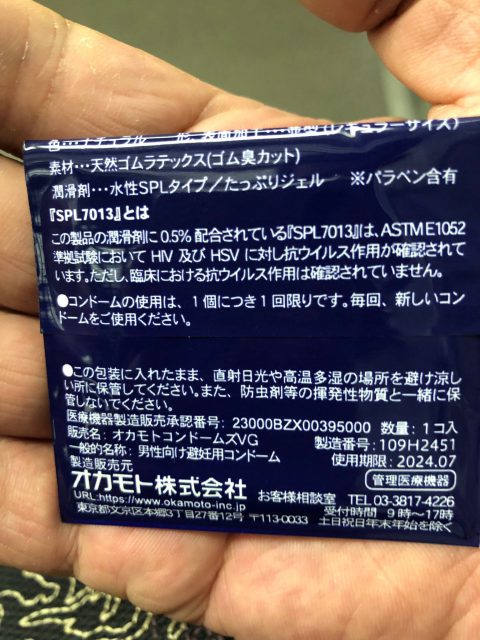 素材…天然ゴムラテックス(ゴム臭カット)
潤滑剤…水性SPLタイプ/たっぷりジェル ※パラベン含有
『SPL7013』とは
この製品の潤滑剤に0.5%配合されている『SPL7013』は、ASTM E1052
準拠試験において HIV 及び HSV に対し抗ウイルス作用が確認されて
います。ただし、臨床における抗ウイルス作用は確認されていません。
●コンドームの使用は、1個につき1回限りです。毎回、新しいコン
ドームをご使用ください。
●この包装に入れたまま、直射日光や高温多湿の場所を避け涼し
い所に保管してください。また、防虫剤等の揮発性物質と一緒に保
管しないでください。
医療機器製造販売承認番号: 23000BZX00395000 数量: 1コ入
販売名: オカモトコンドームズVG 製造番号: 109H2451
一般的名称: 男性向け避妊用コンドーム 使用期限: 2024.07
製造販売元 管理医療機器
オカモト株式会社 お客様相談室 TEL 03-3817-4226
URL:https://www.okamoto-inc.jp 受付時間 9時〜17時
東京都文京区本郷3丁目27番12号 〒113-0033 土日祝日年末年始を除く